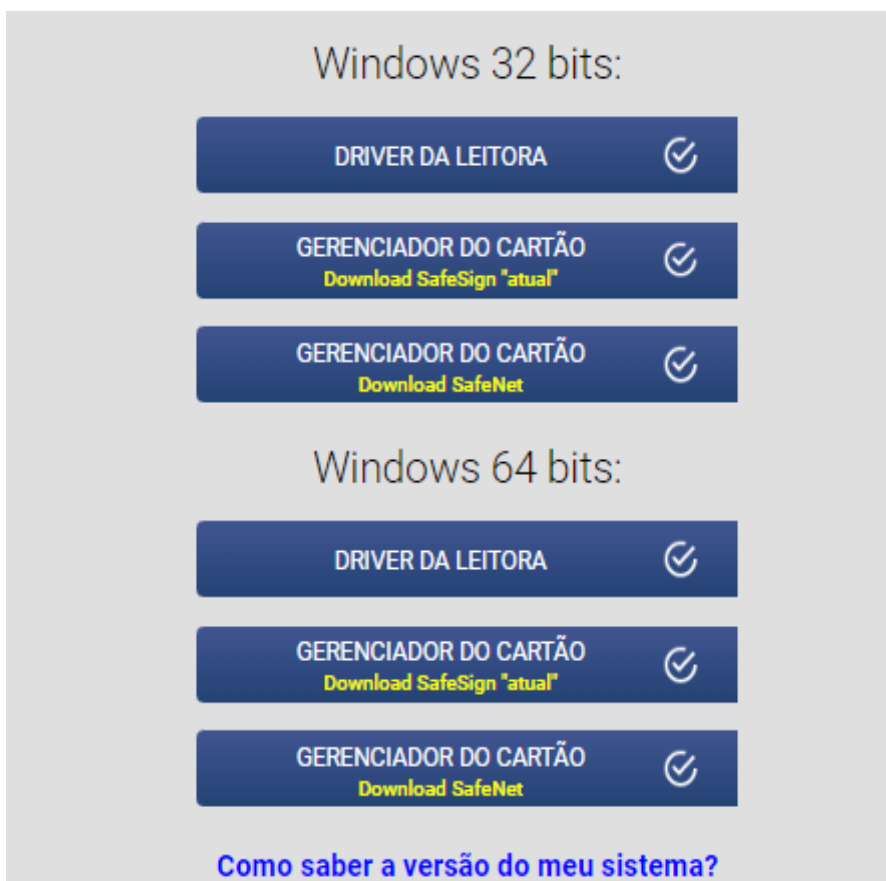 Windows 32 bits:
DRIVER DA LEITORA
GERENCIADOR DO CARTÃO
Download SafeSign "atual"
GERENCIADOR DO CARTÃO
Download SafeNet
Windows 64 bits:
DRIVER DA LEITORA
GERENCIADOR DO CARTÃO
Download SafeSign "atual"
GERENCIADOR DO CARTÃO
Download SafeNet
Como saber a versão do meu sistema?